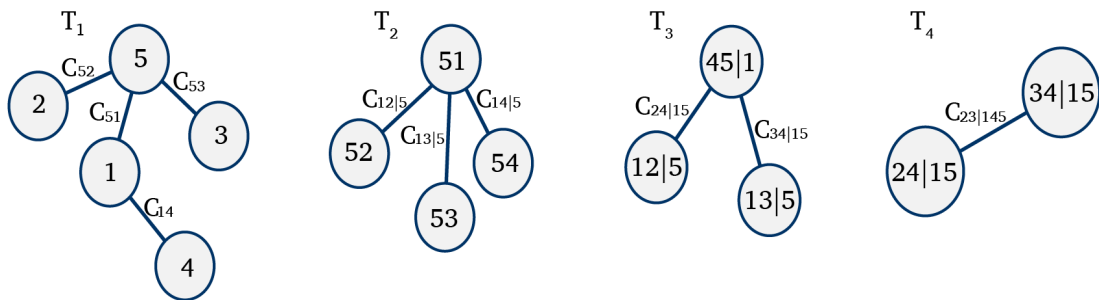 T₁
5
C₅₂
C₅₃
2
C₅₁
3
1
C₁₄
4
T₂
51
C₁₂|₅
C₁₄|₅
C₁₃|₅
52
54
53
T₃
45|1
C₂₄|₁₅
C₃₄|₁₅
12|5
13|5
T₄
34|15
C₂₃|₁₄₅
24|15